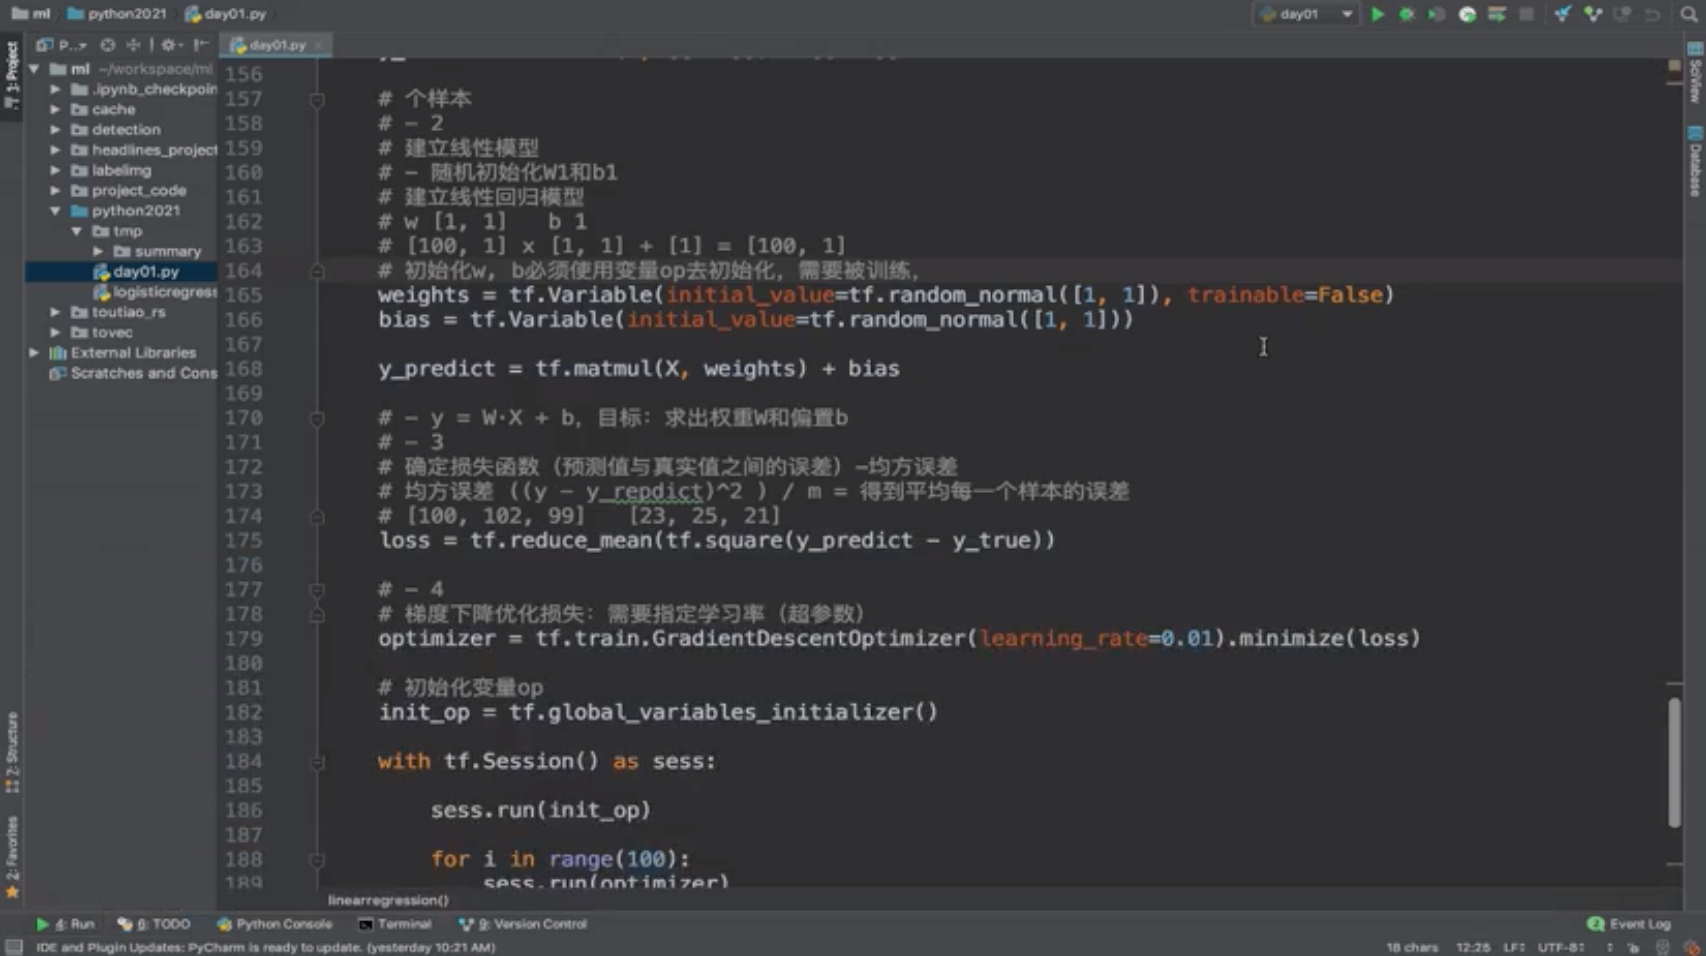 ml python2021 day01.py day01
P... day01.py
1: Project
ml ~/workspace/ml
.ipynb_checkpoin
cache
detection
headlines_project
labelimg
project_code
python2021
tmp
summary
day01.py
logisticregress
toutiao_rs
tovec
External Libraries
Scratches and Cons
2: Structure
2: Favorites
156
157 # 个样本
158 # - 2
159 # 建立线性模型
160 # - 随机初始化W1和b1
161 # 建立线性回归模型
162 # w [1, 1] b 1
163 # [100, 1] x [1, 1] + [1] = [100, 1]
164 # 初始化w, b必须使用变量op去初始化, 需要被训练,
165 weights = tf.Variable(initial_value=tf.random_normal([1, 1]), trainable=False)
166 bias = tf.Variable(initial_value=tf.random_normal([1, 1]))
167
168 y_predict = tf.matmul(X, weights) + bias
169
170 # - y = W·X + b, 目标: 求出权重W和偏置b
171 # - 3
172 # 确定损失函数 (预测值与真实值之间的误差) -均方误差
173 # 均方误差 ((y - y_repdict)^2 ) / m = 得到平均每一个样本的误差
174 # [100, 102, 99] [23, 25, 21]
175 loss = tf.reduce_mean(tf.square(y_predict - y_true))
176
177 # - 4
178 # 梯度下降优化损失: 需要指定学习率 (超参数)
179 optimizer = tf.train.GradientDescentOptimizer(learning_rate=0.01).minimize(loss)
180
181 # 初始化变量op
182 init_op = tf.global_variables_initializer()
183
184 with tf.Session() as sess:
185
186 sess.run(init_op)
187
188 for i in range(100):
189 sess.run(optimizer)
linearregression()
SciView
Database
4: Run 6: TODO Python Console Terminal 9: Version Control 2 Event Log
IDE and Plugin Updates: PyCharm is ready to update. (yesterday 10:21 AM) 18 chars 12:25 LF: UTF-8: